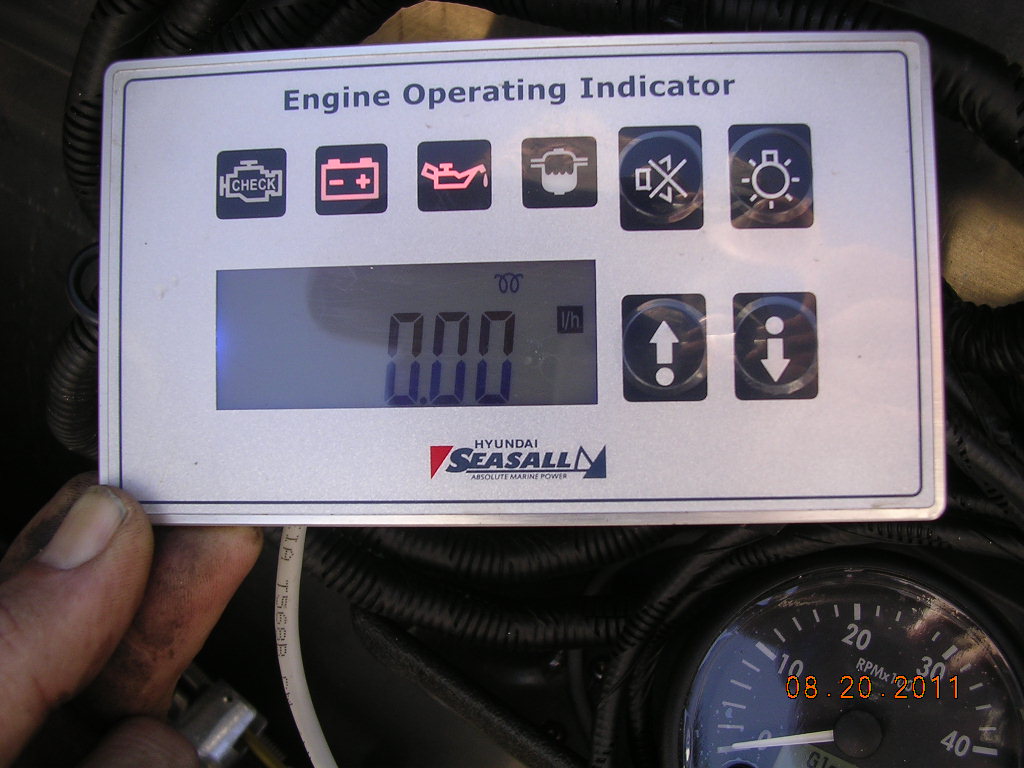 Engine Operating Indicator
CHECK
0.00
l/h
HYUNDAI
SEASALL
ABSOLUTE MARINE POWER
20
10
30
RPMx100
08.20.2011
0
40